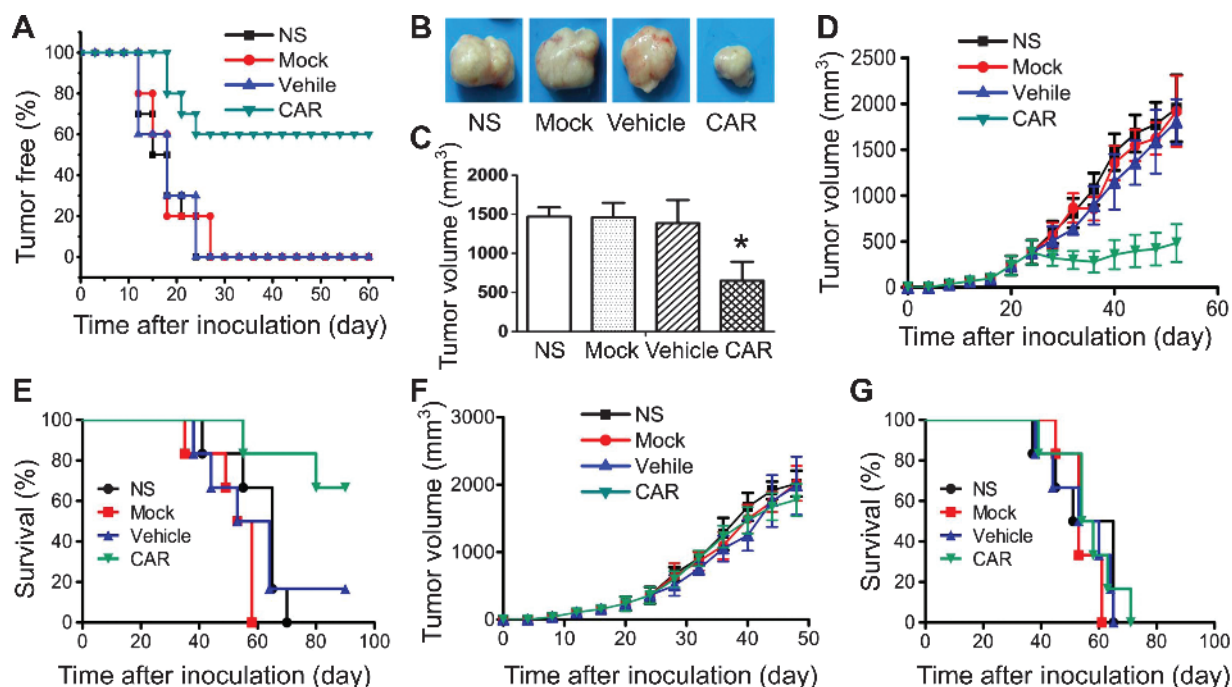 A
Tumor free (%)
100
80
60
40
20
0
NS
Mock
Vehile
CAR
0 10 20 30 40 50 60
Time after inoculation (day)
B
NS Mock Vehicle CAR
C
Tumor volume (mm³)
2000
1500
1000
500
0
*
NS Mock Vehicle CAR
D
Tumor volume (mm³)
2500
2000
1500
1000
500
0
NS
Mock
Vehile
CAR
0 20 40 60
Time after inoculation (day)
E
Survival (%)
100
80
60
40
20
0
NS
Mock
Vehicle
CAR
0 20 40 60 80 100
Time after inoculation (day)
F
Tumor volume (mm³)
3000
2000
1000
0
NS
Mock
Vehile
CAR
0 10 20 30 40 50
Time after inoculation (day)
G
Survival (%)
100
80
60
40
20
0
NS
Mock
Vehicle
CAR
0 20 40 60 80 100
Time after inoculation (day)